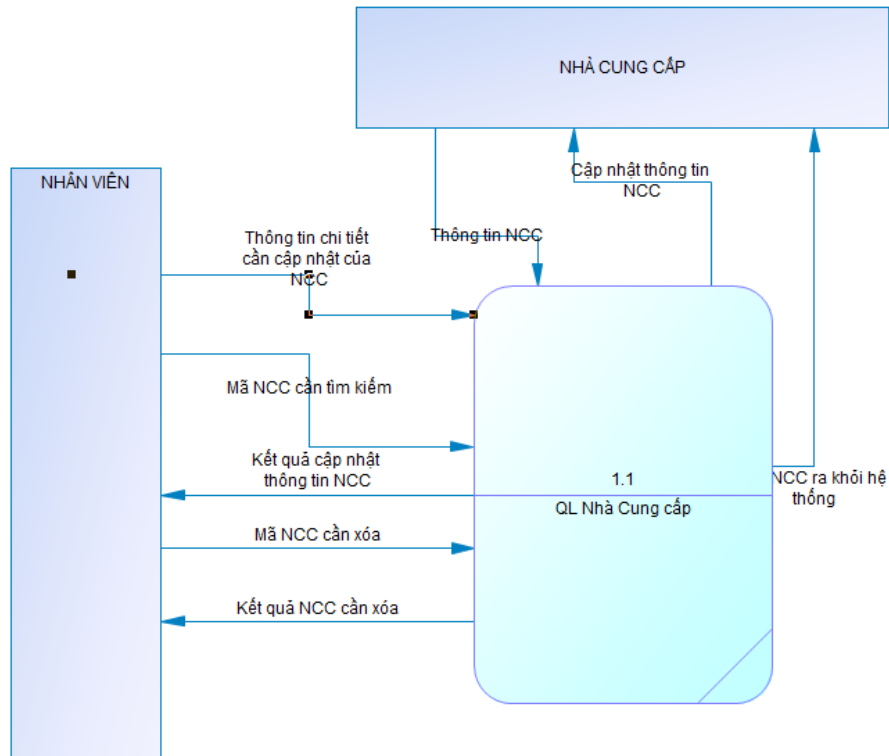 NHÀ CUNG CẤP
NHÂN VIÊN
Cập nhật thông tin
NCC
Thông tin NCC
Thông tin chi tiết
cần cập nhật của
NCC
Mã NCC cần tìm kiếm
Kết quả cập nhật
thông tin NCC
1.1
QL Nhà Cung cấp
NCC ra khỏi hệ
thống
Mã NCC cần xóa
Kết quả NCC cần xóa